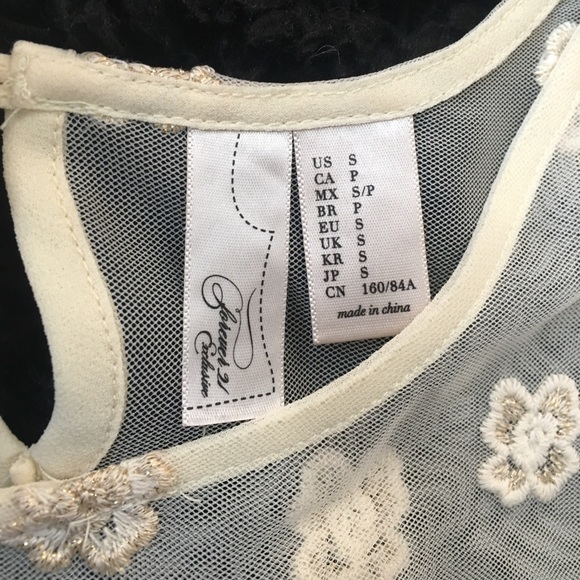 Forever 21
Exclusive
US S
CA P
MX S/P
BR P
EU S
UK S
KR S
JP S
CN 160/84A
made in china